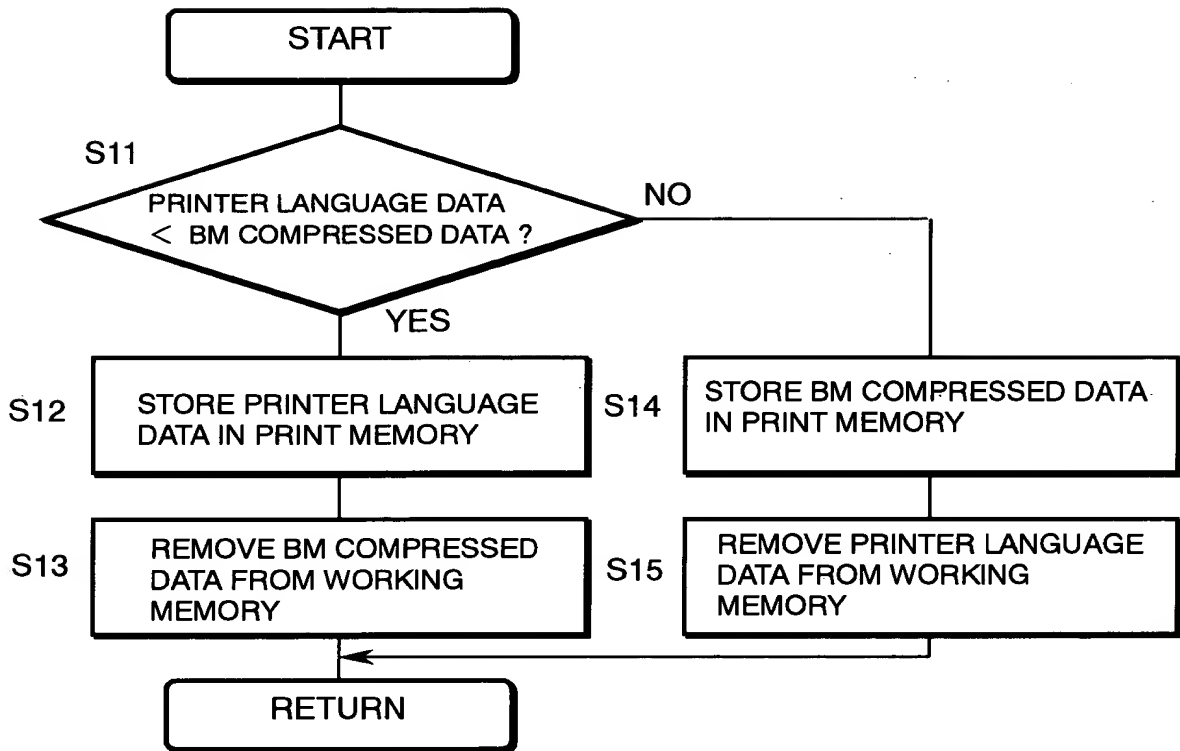 START
S11
PRINTER LANGUAGE DATA
< BM COMPRESSED DATA ?
NO
YES
S12
STORE PRINTER LANGUAGE
DATA IN PRINT MEMORY
S14
STORE BM COMPRESSED DATA
IN PRINT MEMORY
S13
REMOVE BM COMPRESSED
DATA FROM WORKING
MEMORY
S15
REMOVE PRINTER LANGUAGE
DATA FROM WORKING
MEMORY
RETURN